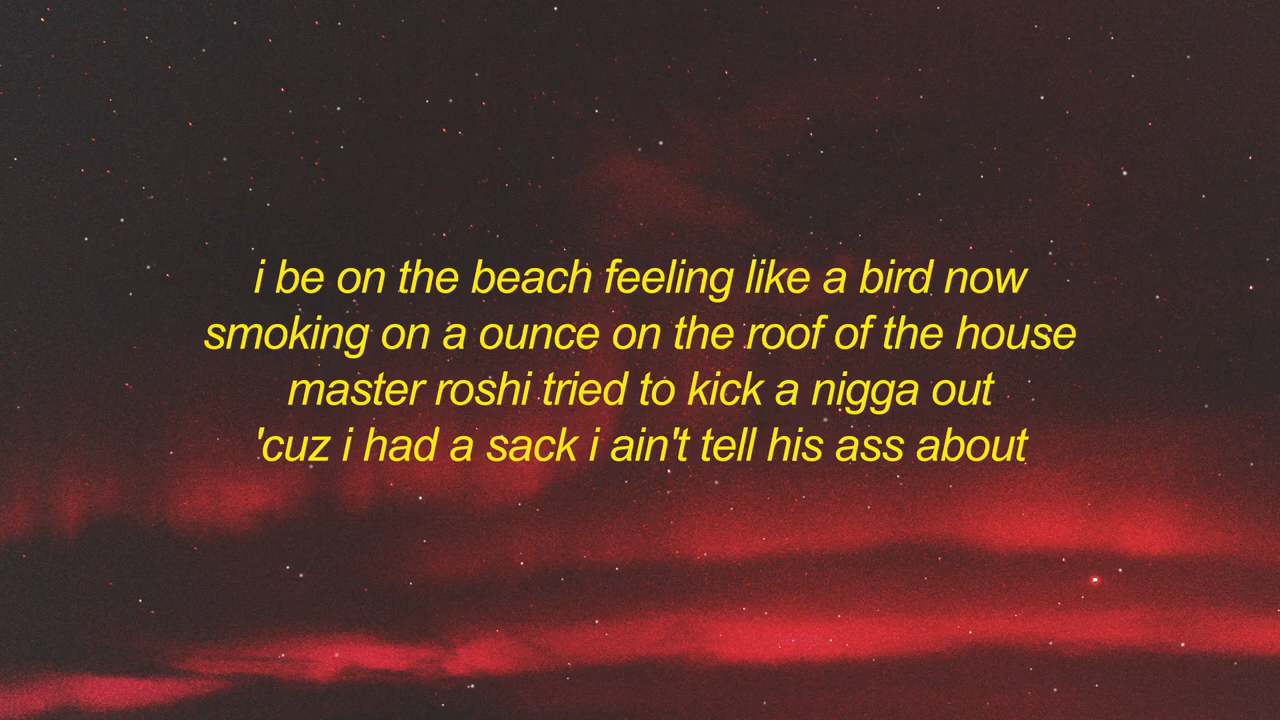 i be on the beach feeling like a bird now
smoking on a ounce on the roof of the house
master roshi tried to kick a nigga out
'cuz i had a sack i ain't tell his ass about